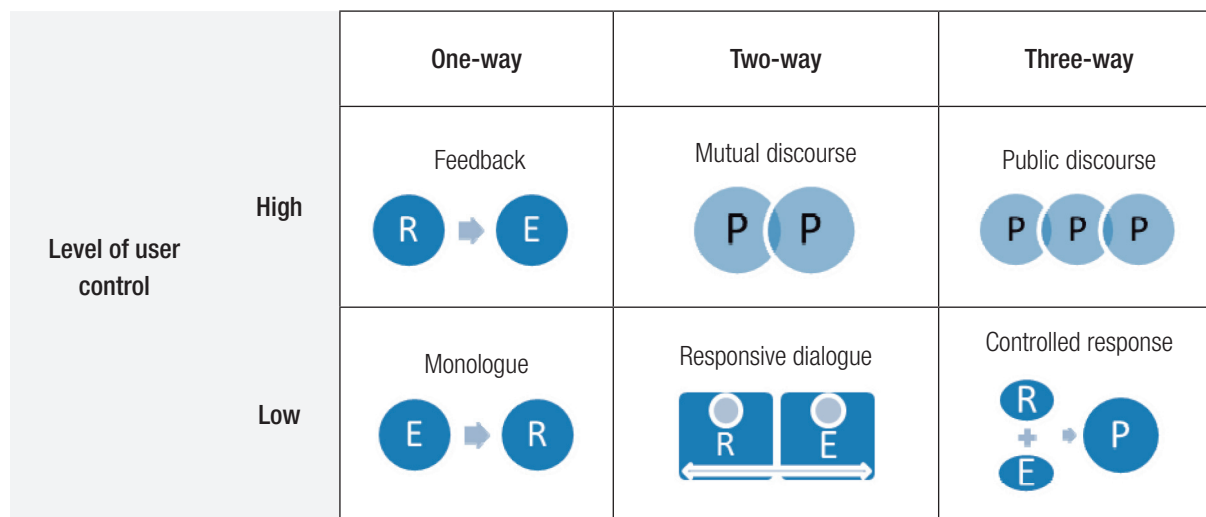 One-way
Two-way
Three-way
Level of user
control
High
Feedback
R E
Mutual discourse
P P
Public discourse
P P P
Low
Monologue
E R
Responsive dialogue
R E
Controlled response
R
+
E
P